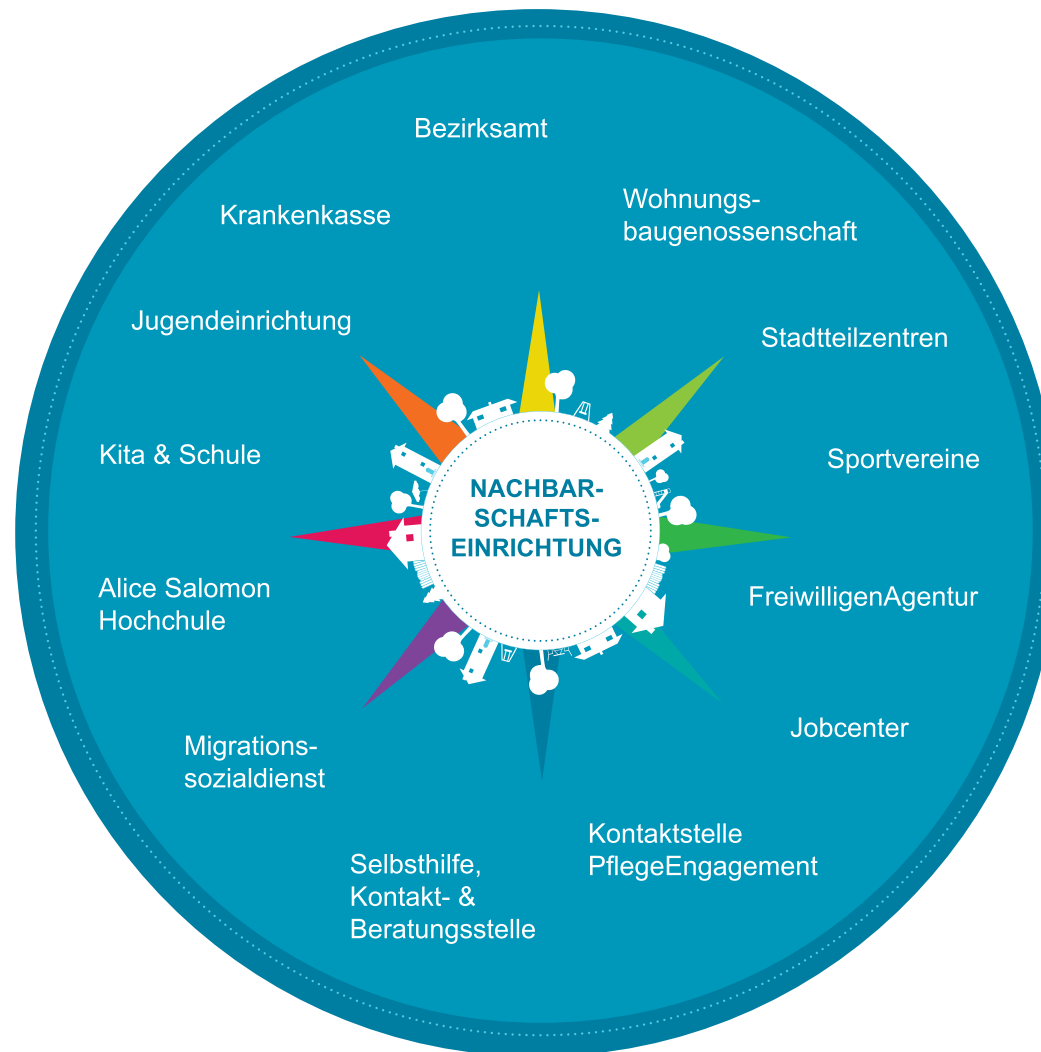 Bezirksamt
Wohnungs-
baugenossenschaft
Krankenkasse
Jugendeinrichtung
Stadtteilzentren
Kita & Schule
Sportvereine
NACHBAR-
SCHAFTS-
EINRICHTUNG
Alice Salomon
Hochchule
FreiwilligenAgentur
Migrations-
sozialdienst
Jobcenter
Selbsthilfe,
Kontakt- &
Beratungsstelle
Kontaktstelle
PflegeEngagement